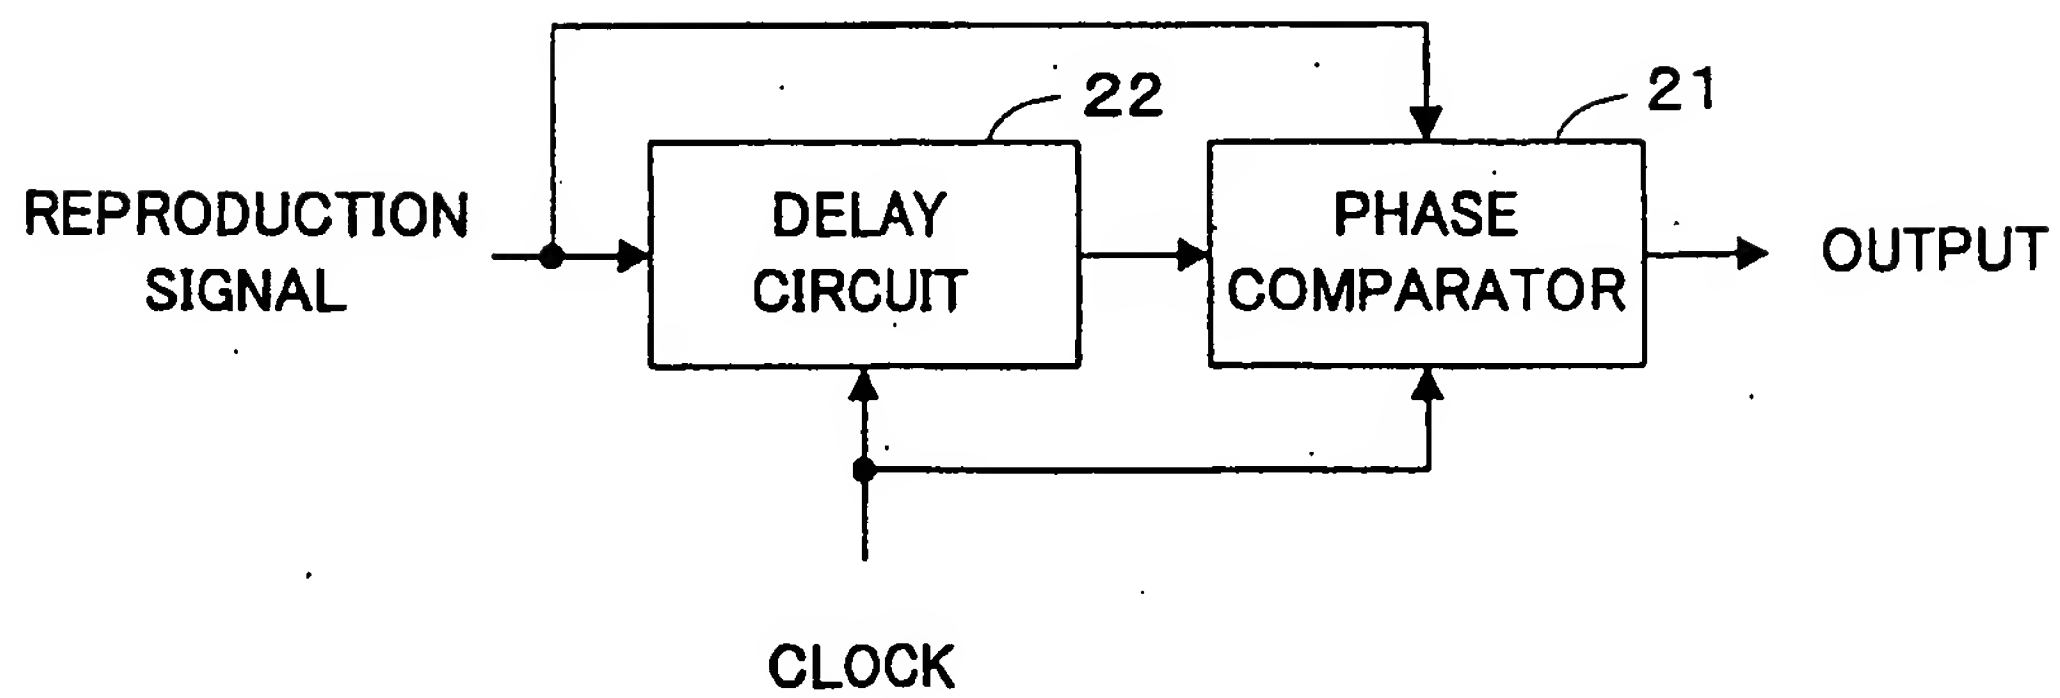 22
21
REPRODUCTION
SIGNAL
DELAY
CIRCUIT
PHASE
COMPARATOR
OUTPUT
CLOCK